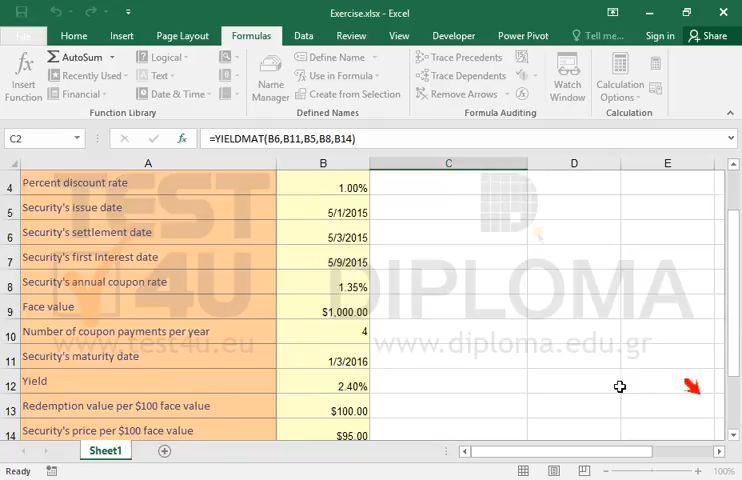 Exercise.xlsx - Excel
File Home Insert Page Layout Formulas Data Review View Developer Power Pivot Tell me... Sign in Share
fx Σ AutoSum Logical Define Name Trace Precedents
Insert Function Recently Used Text Name Manager Use in Formula Trace Dependents Watch Window Calculation Options
Financial Date & Time Create from Selection Remove Arrows
Function Library Defined Names Formula Auditing Calculation
C2 fx =YIELDMAT(B6,B11,B5,B8,B14)
A B C D E
4 Percent discount rate 1.00%
5 Security's issue date 5/1/2015
6 Security's settlement date 5/3/2015
7 Security's first interest date 5/9/2015
8 Security's annual coupon rate 1.35%
9 Face value $1,000.00
10 Number of coupon payments per year 4
11 Security's maturity date 1/3/2016
12 Yield 2.40%
13 Redemption value per $100 face value $100.00
14 Security's price per $100 face value $95.00
TEST4U
www.test4u.eu
DIPLOMA
www.diploma.edu.gr
Sheet1
Ready 100%